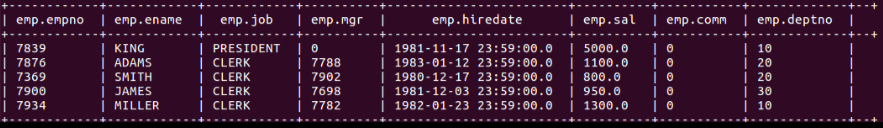 +------------+------------+------------+----------+------------------------+----------+-----------+-------------+--+
| emp.empno | emp.ename | emp.job | emp.mgr | emp.hiredate | emp.sal | emp.comm | emp.deptno |
+------------+------------+------------+----------+------------------------+----------+-----------+-------------+--+
| 7839 | KING | PRESIDENT | 0 | 1981-11-17 23:59:00.0 | 5000.0 | 0 | 10 |
| 7876 | ADAMS | CLERK | 7788 | 1983-01-12 23:59:00.0 | 1100.0 | 0 | 20 |
| 7369 | SMITH | CLERK | 7902 | 1980-12-17 23:59:00.0 | 800.0 | 0 | 20 |
| 7900 | JAMES | CLERK | 7698 | 1981-12-03 23:59:00.0 | 950.0 | 0 | 30 |
| 7934 | MILLER | CLERK | 7782 | 1982-01-23 23:59:00.0 | 1300.0 | 0 | 10 |
+------------+------------+------------+----------+------------------------+----------+-----------+-------------+--+